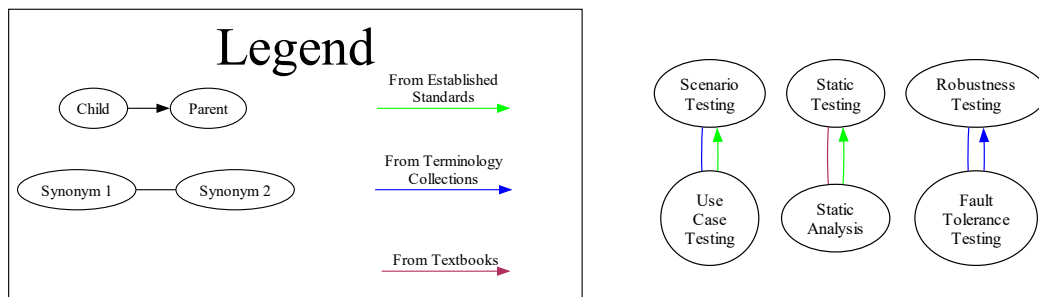 Legend
Child
Parent
From Established
Standards
Synonym 1
Synonym 2
From Terminology
Collections
From Textbooks
Scenario
Testing
Static
Testing
Robustness
Testing
Use
Case
Testing
Static
Analysis
Fault
Tolerance
Testing